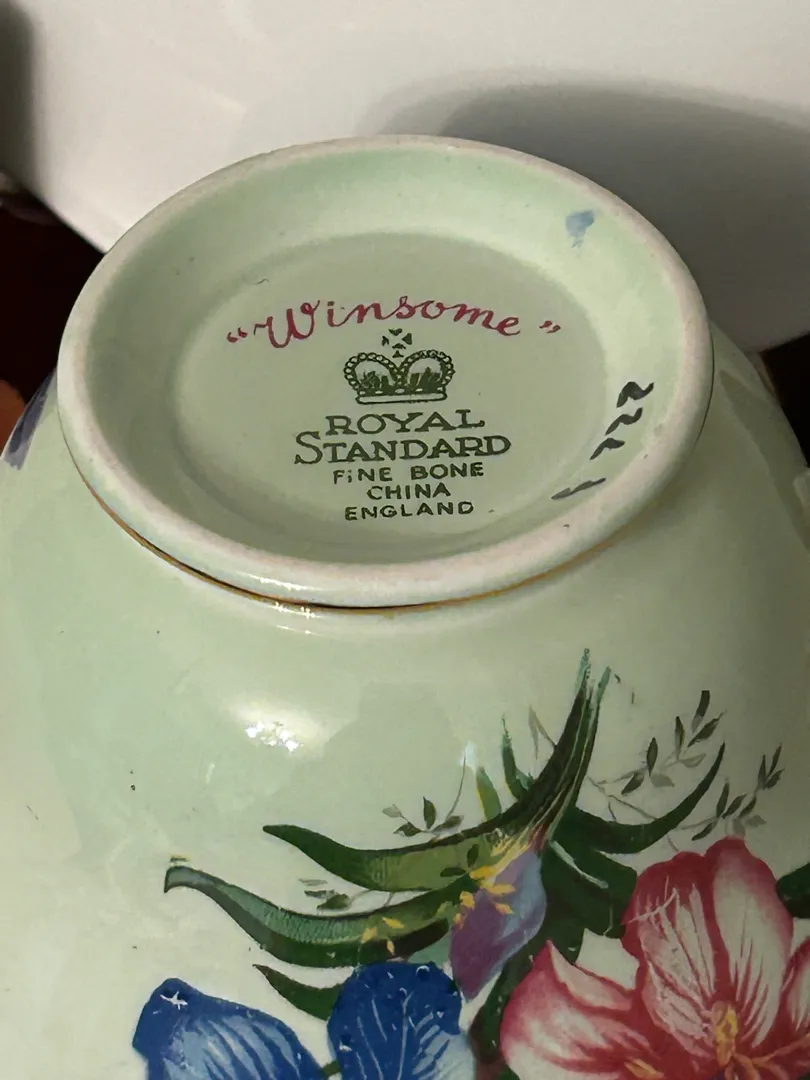 "Winsome"
ROYAL
STANDARD
FINE BONE
CHINA
ENGLAND